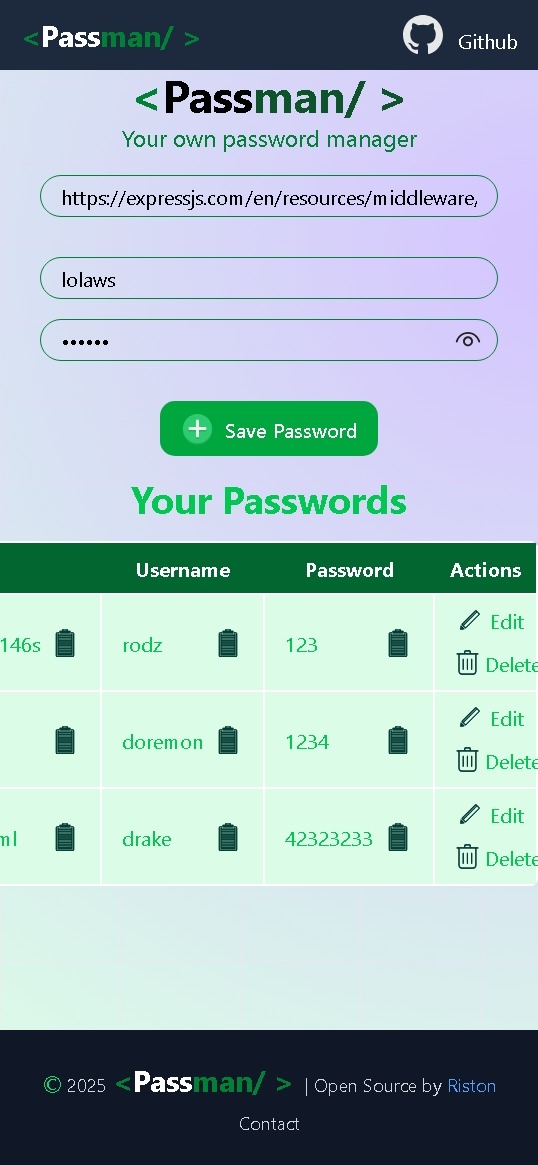 <Passman/ > Github
<Passman/ >
Your own password manager
https://expressjs.com/en/resources/middleware,
lolaws
••••••
Save Password
Your Passwords
Username Password Actions
146s rodz 123 Edit
Delete
doremon 1234 Edit
Delete
ml drake 42323233 Edit
Delete
© 2025 <Passman/ > | Open Source by Riston
Contact